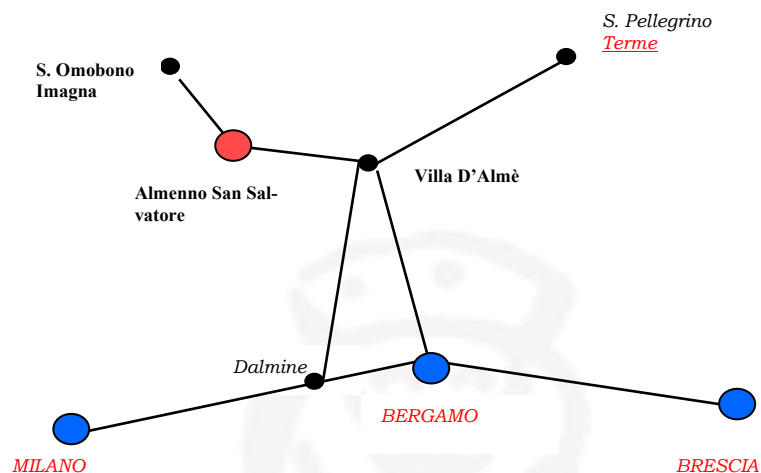 S. Pellegrino
Terme
S. Omobono
Imagna
Villa D'Almè
Almenno San Sal-
vatore
Dalmine
BERGAMO
MILANO
BRESCIA